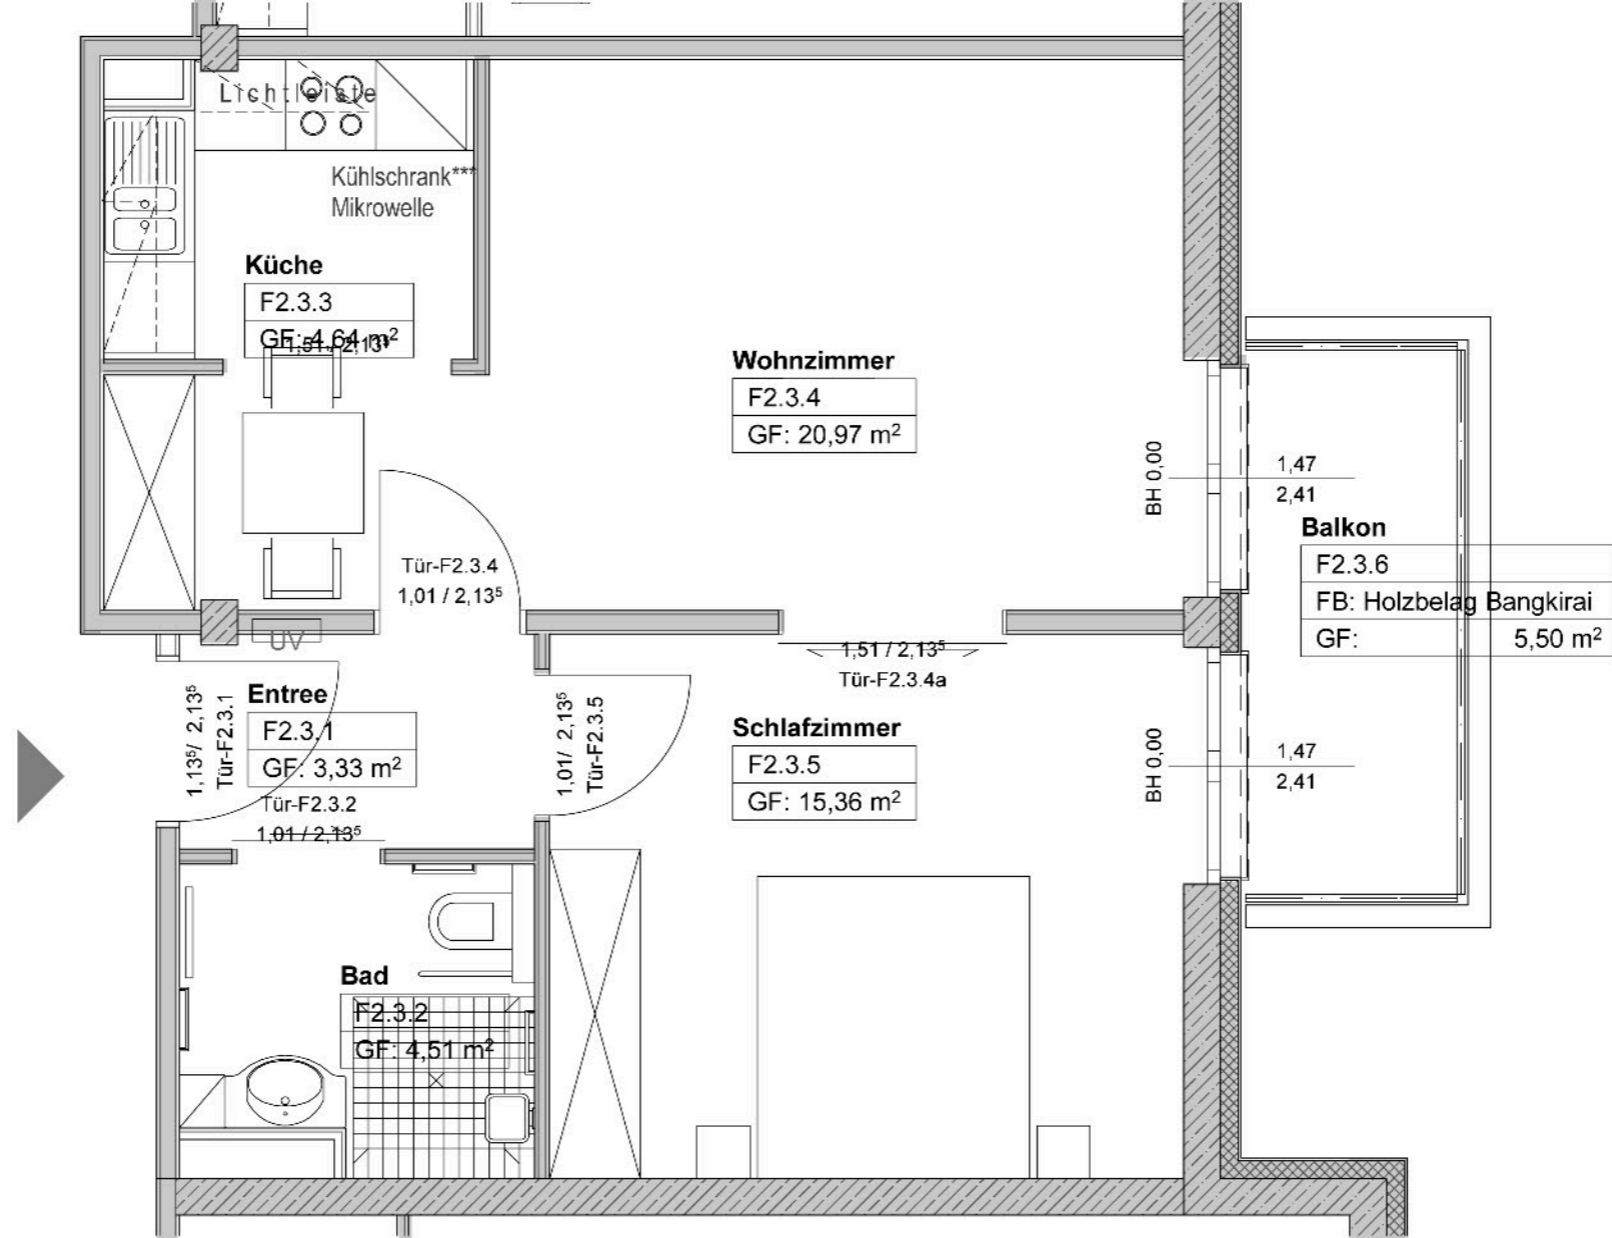 Lichtleiste
Kühlschrank***
Mikrowelle
Küche
F2.3.3
GF: 4,64 m²
1,51 / 2,13⁵
Wohnzimmer
F2.3.4
GF: 20,97 m²
BH 0,00
1,47
2,41
Balkon
F2.3.6
FB: Holzbelag Bangkirai
GF: 5,50 m²
Tür-F2.3.4
1,01 / 2,13⁵
UV
1,51 / 2,13⁵
Tür-F2.3.4a
Entree
F2.3.1
GF: 3,33 m²
1,13⁵/ 2,13⁵
Tür-F2.3.1
Tür-F2.3.2
1,01 / 2,13⁵
1,01/ 2,13⁵
Tür-F2.3.5
Schlafzimmer
F2.3.5
GF: 15,36 m²
BH 0,00
1,47
2,41
Bad
F2.3.2
GF: 4,51 m²